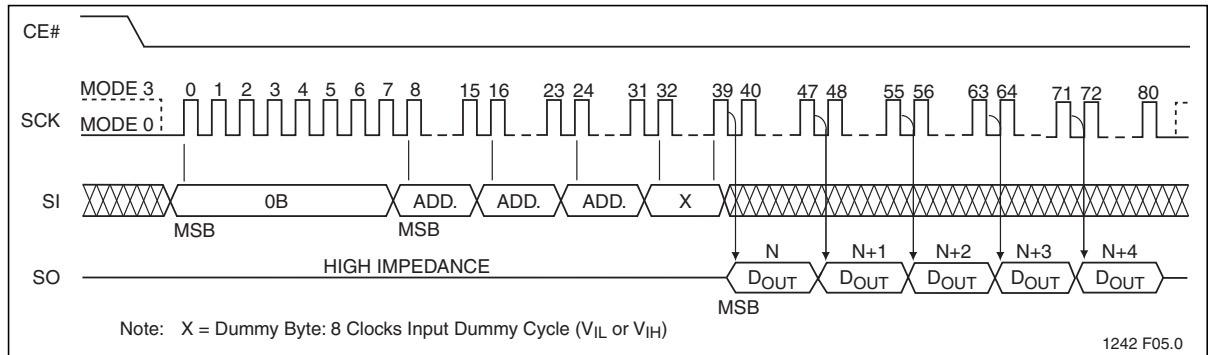 CE#
MODE 3 0 1 2 3 4 5 6 7 8 15 16 23 24 31 32 39 40 47 48 55 56 63 64 71 72 80
SCK
MODE 0
SI 0B ADD. ADD. ADD. X
MSB MSB
N N+1 N+2 N+3 N+4
SO HIGH IMPEDANCE DOUT DOUT DOUT DOUT DOUT
MSB
Note: X = Dummy Byte: 8 Clocks Input Dummy Cycle (VIL or VIH)
1242 F05.0